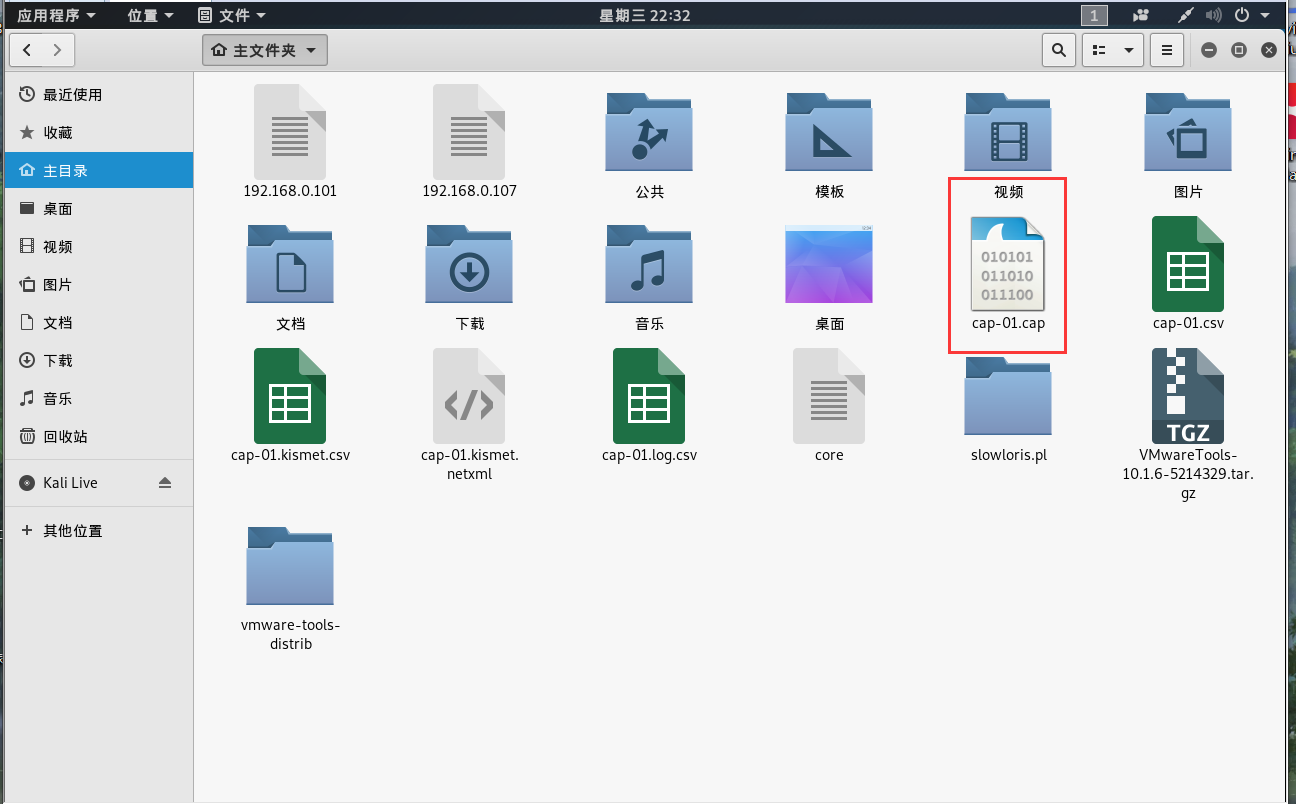 应用程序 位置 文件 星期三 22:32 1
主文件夹
最近使用
收藏
主目录
桌面
视频
图片
文档
下载
音乐
回收站
Kali Live
其他位置
192.168.0.101 192.168.0.107 公共 模板 视频 图片
010101
011010
011100
文档 下载 音乐 桌面 cap-01.cap cap-01.csv
TGZ
cap-01.kismet.csv cap-01.kismet. cap-01.log.csv core slowloris.pl VMwareTools-
netxml 10.1.6-5214329.tar.
gz
vmware-tools-
distrib